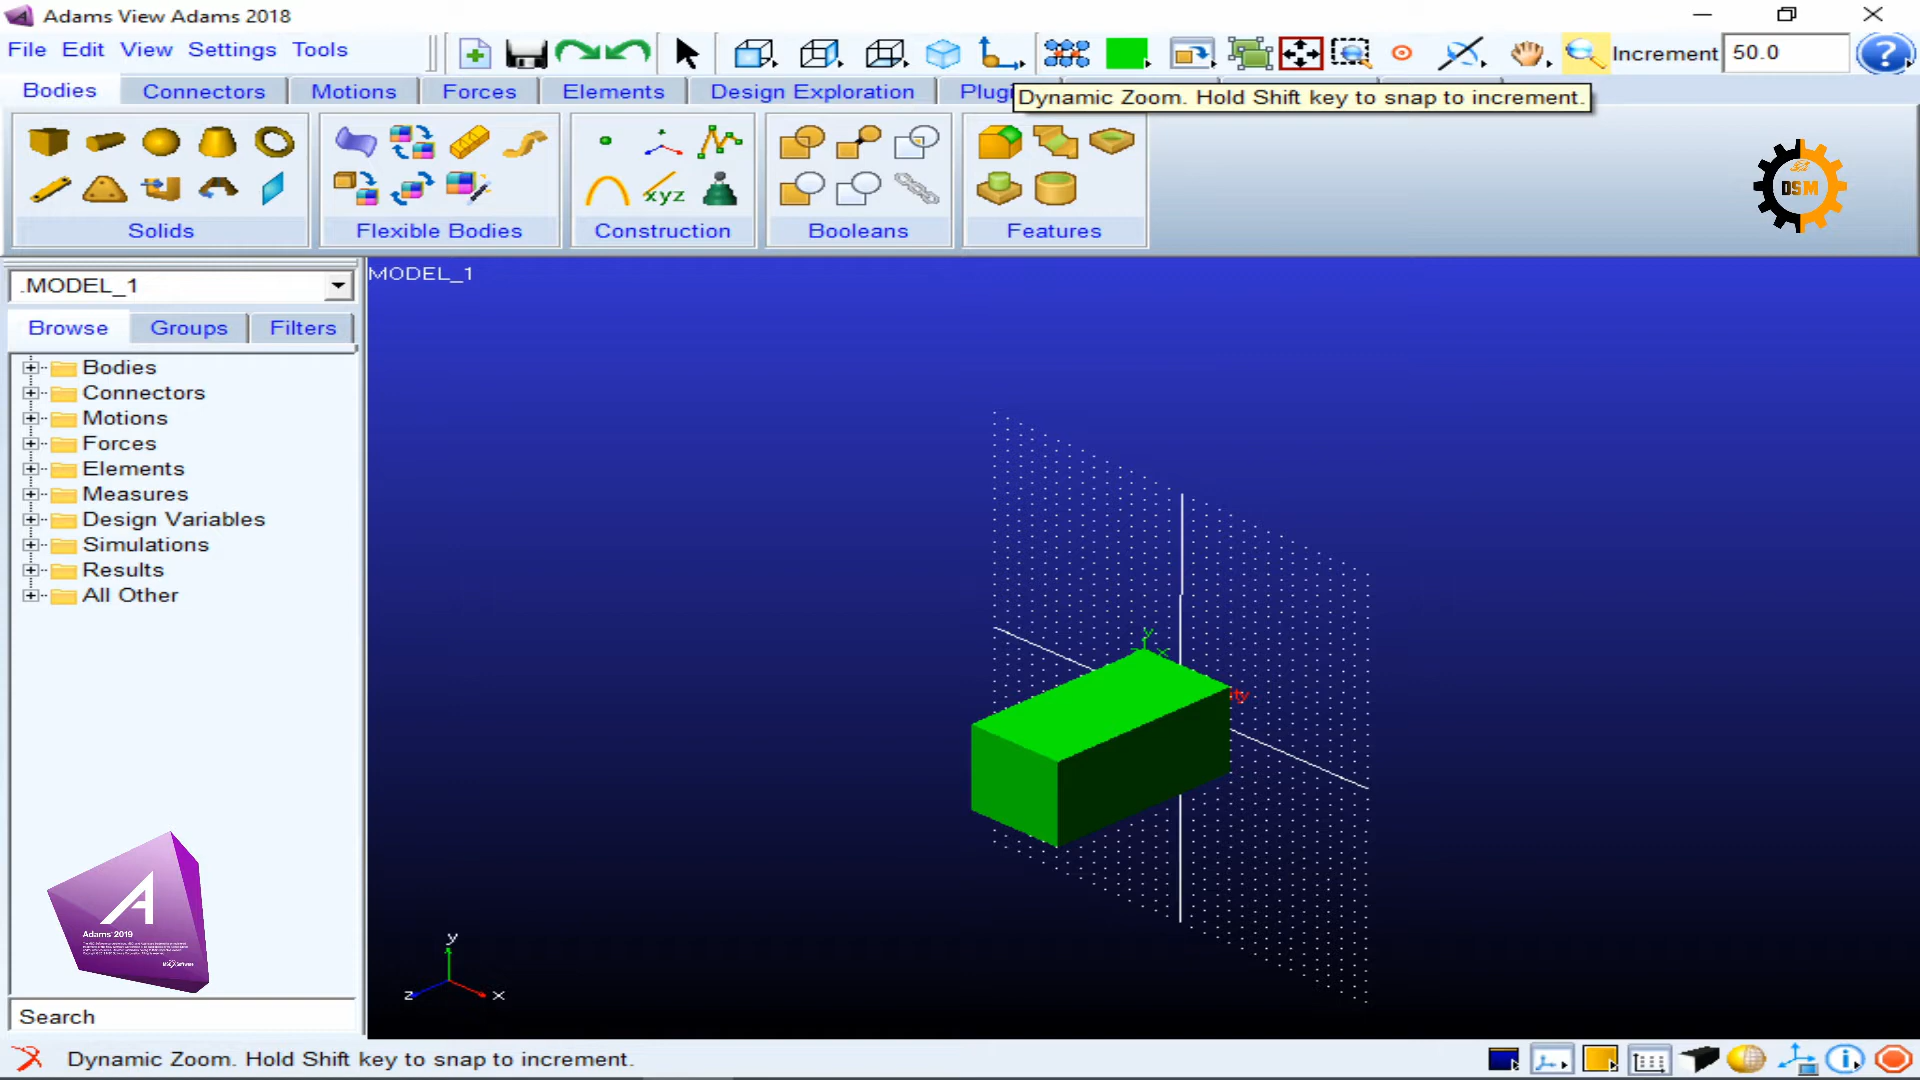 Adams View Adams 2018
File Edit View Settings Tools
Increment 50.0
Bodies Connectors Motions Forces Elements Design Exploration Plugi
Dynamic Zoom. Hold Shift key to snap to increment.
xyz
DSM
Solids Flexible Bodies Construction Booleans Features
.MODEL_1
MODEL_1
Browse Groups Filters
Bodies
Connectors
Motions
Forces
Elements
Measures
Design Variables
Simulations
Results
All Other
y
x
ty
A
Adams 2019
y
z x
Search
Dynamic Zoom. Hold Shift key to snap to increment.